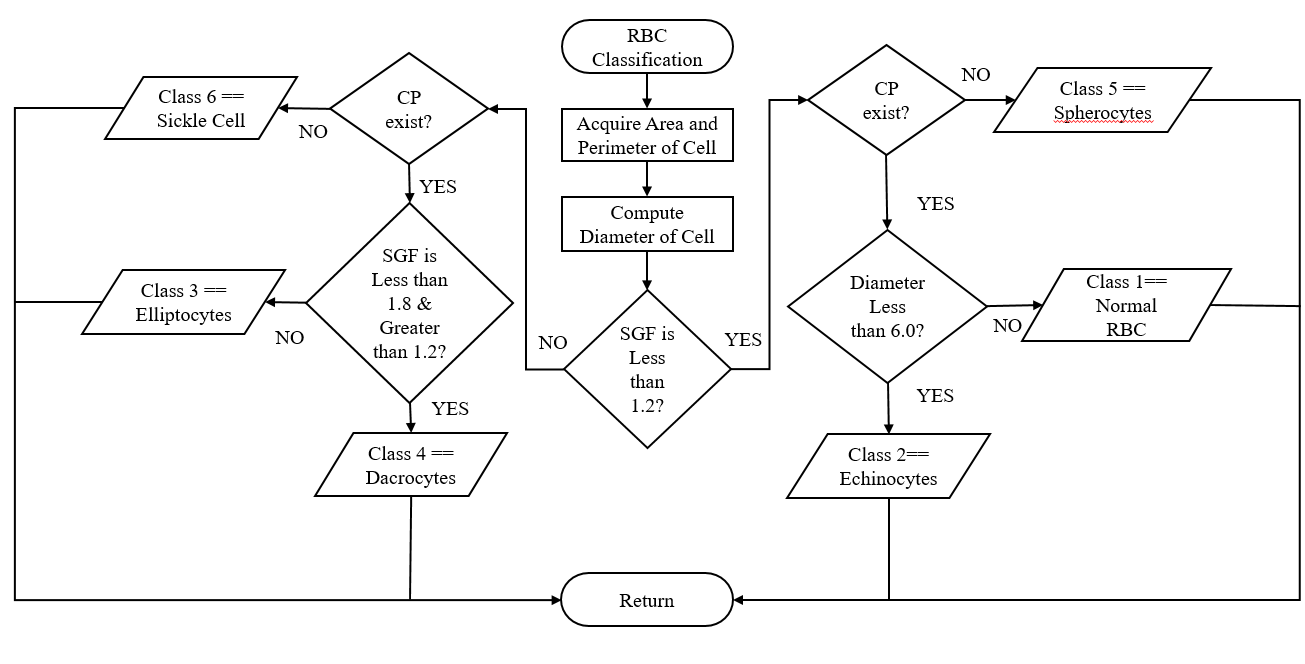 RBC
Classification
Acquire Area and
Perimeter of Cell
Compute
Diameter of Cell
SGF is
Less
than
1.2?
NO
YES
CP
exist?
NO
YES
Class 6 ==
Sickle Cell
SGF is
Less than
1.8 &
Greater
than 1.2?
NO
YES
Class 3 ==
Elliptocytes
Class 4 ==
Dacrocytes
CP
exist?
NO
YES
Class 5 ==
Spherocytes
Diameter
Less
than 6.0?
NO
YES
Class 1==
Normal
RBC
Class 2==
Echinocytes
Return